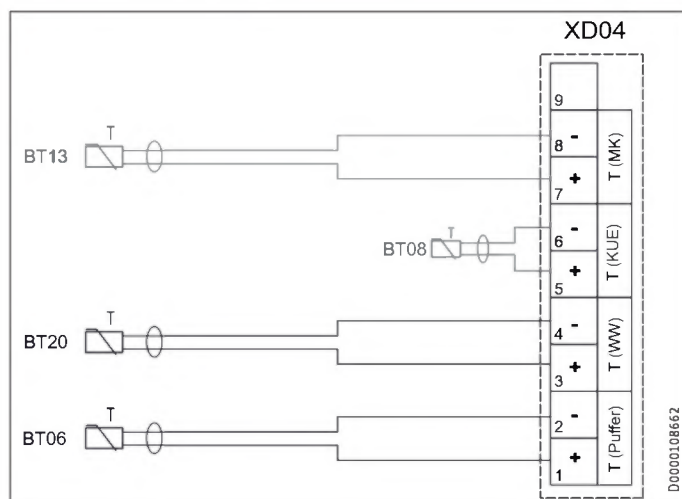 XD04
9
T
BT13
8 -
7 +
T (MK)
T
BT08
6 -
5 +
T (KUE)
T
BT20
4 -
3 +
T (WW)
T
BT06
2 -
1 +
T (Puffer)
D0000108662